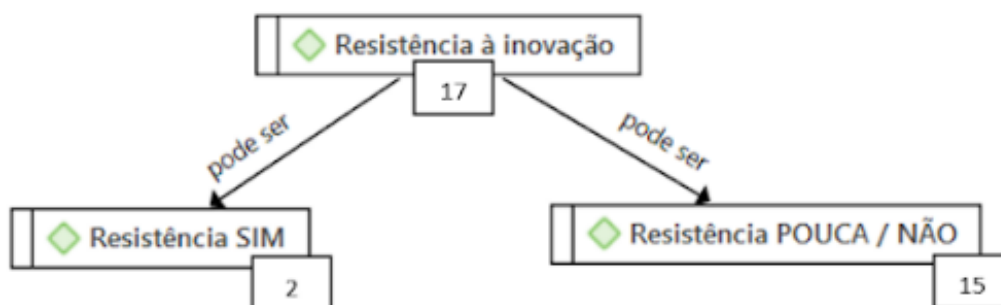 Resistência à inovação
17
pode ser
pode ser
Resistência SIM
2
Resistência POUCA / NÃO
15